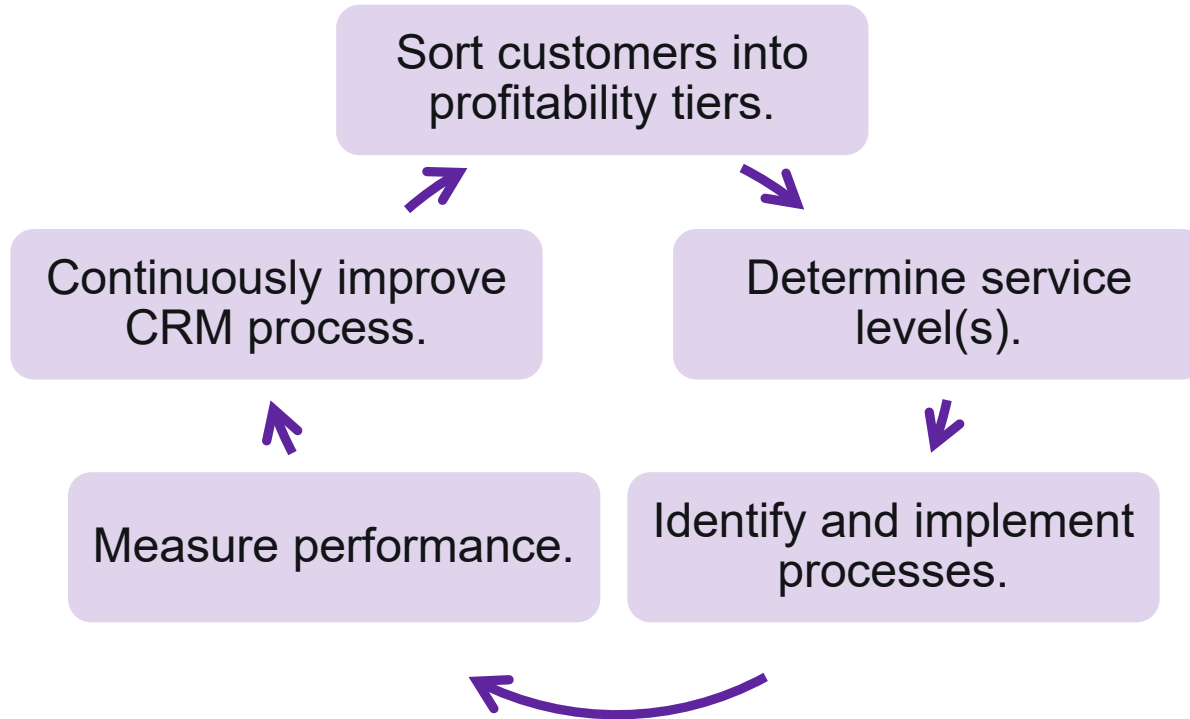 Sort customers into
profitability tiers.
Determine service
level(s).
Identify and implement
processes.
Measure performance.
Continuously improve
CRM process.